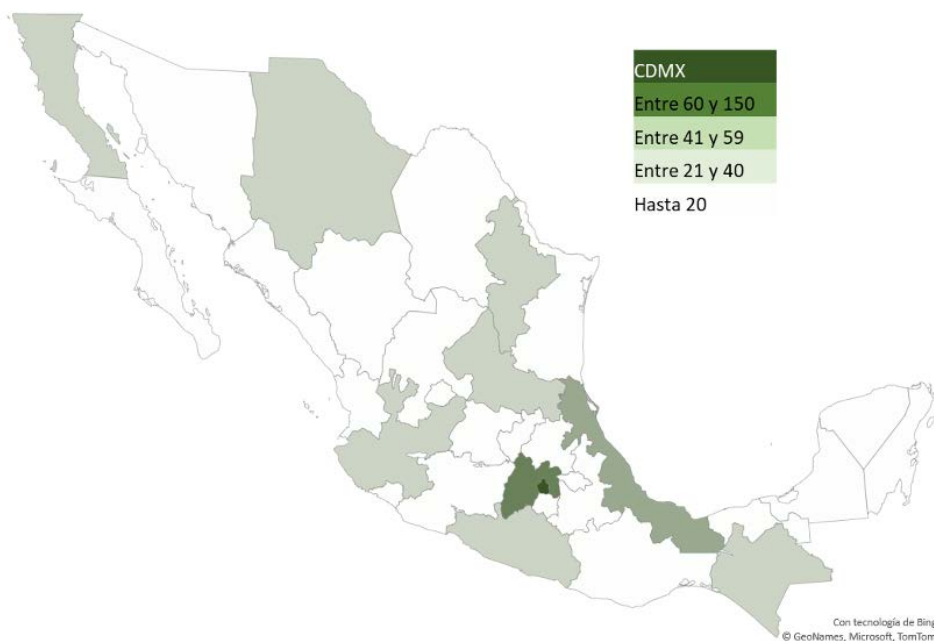 CDMX
Entre 60 y 150
Entre 41 y 59
Entre 21 y 40
Hasta 20
Con tecnología de Bing
© GeoNames, Microsoft, TomTom